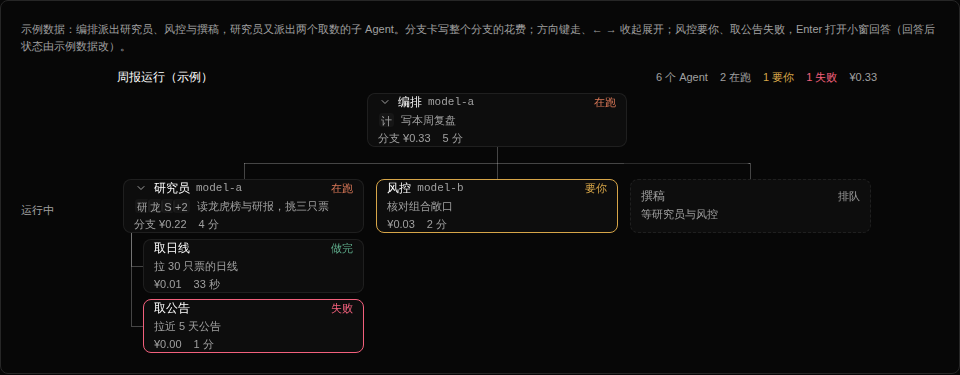 示例数据：编排派出研究员、风控与撰稿，研究员又派出两个取数的子 Agent。分支卡写整个分支的花费；方向键走、← → 收起展开；风控要你、取公告失败，Enter 打开小窗回答（回答后
状态由示例数据改）。
周报运行（示例）
6 个 Agent 2 在跑 1 要你 1 失败 ¥0.33
编排 model-a 在跑
计 写本周复盘
分支 ¥0.33 5 分
运行中
研究员 model-a 在跑
研 龙 S +2 读龙虎榜与研报，挑三只票
分支 ¥0.22 4 分
风控 model-b 要你
核对组合敞口
¥0.03 2 分
撰稿 排队
等研究员与风控
取日线 做完
拉 30 只票的日线
¥0.01 33 秒
取公告 失败
拉近 5 天公告
¥0.00 1 分